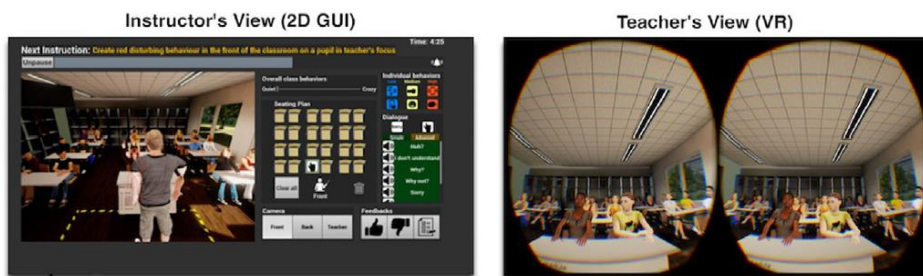 Instructor's View (2D GUI)
Teacher's View (VR)
Time: 4:25
Next Instruction: Create red disturbing behaviour in the front of the classroom on a pupil in teacher's focus
Unpause
Overall class behaviors
Quiet
Crazy
Individual behaviors
Low Medium High
Seating Plan
Dialogue
Simple Advanced
Huh?
I don't understand
Why?
Why not?
Sorry
Clear all
Front
Camera
Front Back Teacher
Feedbacks